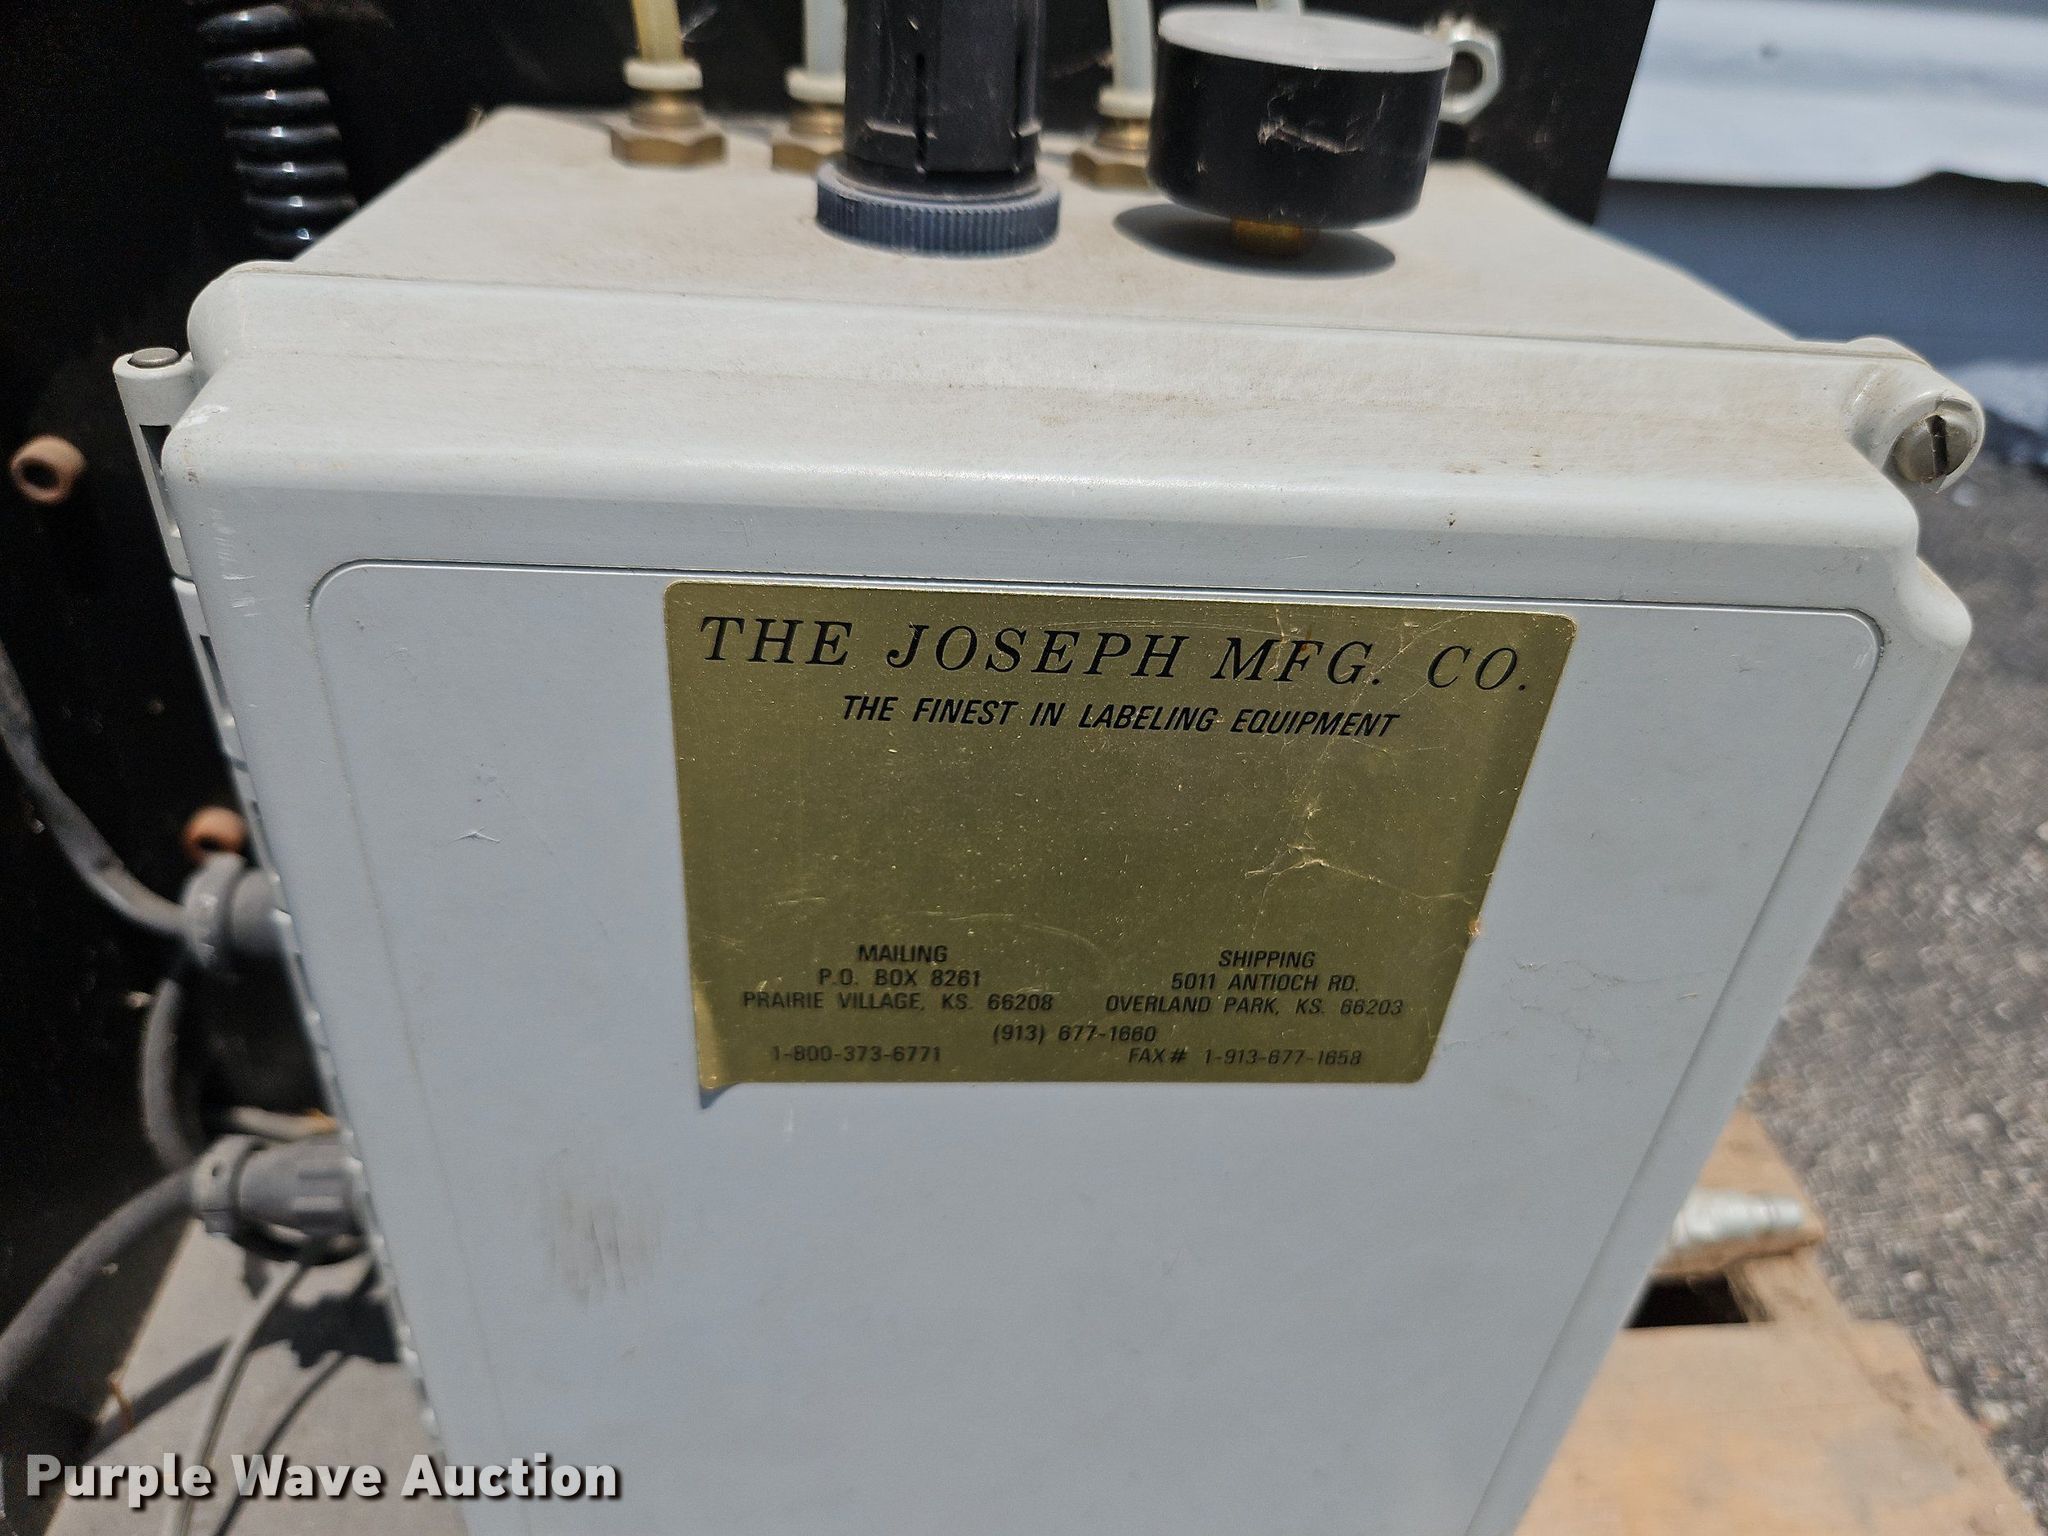 THE JOSEPH MFG. CO.
THE FINEST IN LABELING EQUIPMENT
MAILING
P.O. BOX 8261
PRAIRIE VILLAGE, KS. 66208
SHIPPING
5011 ANTIOCH RD.
OVERLAND PARK, KS. 66203
(913) 677-1660
1-800-373-6771
FAX# 1-913-677-1658
Purple Wave Auction